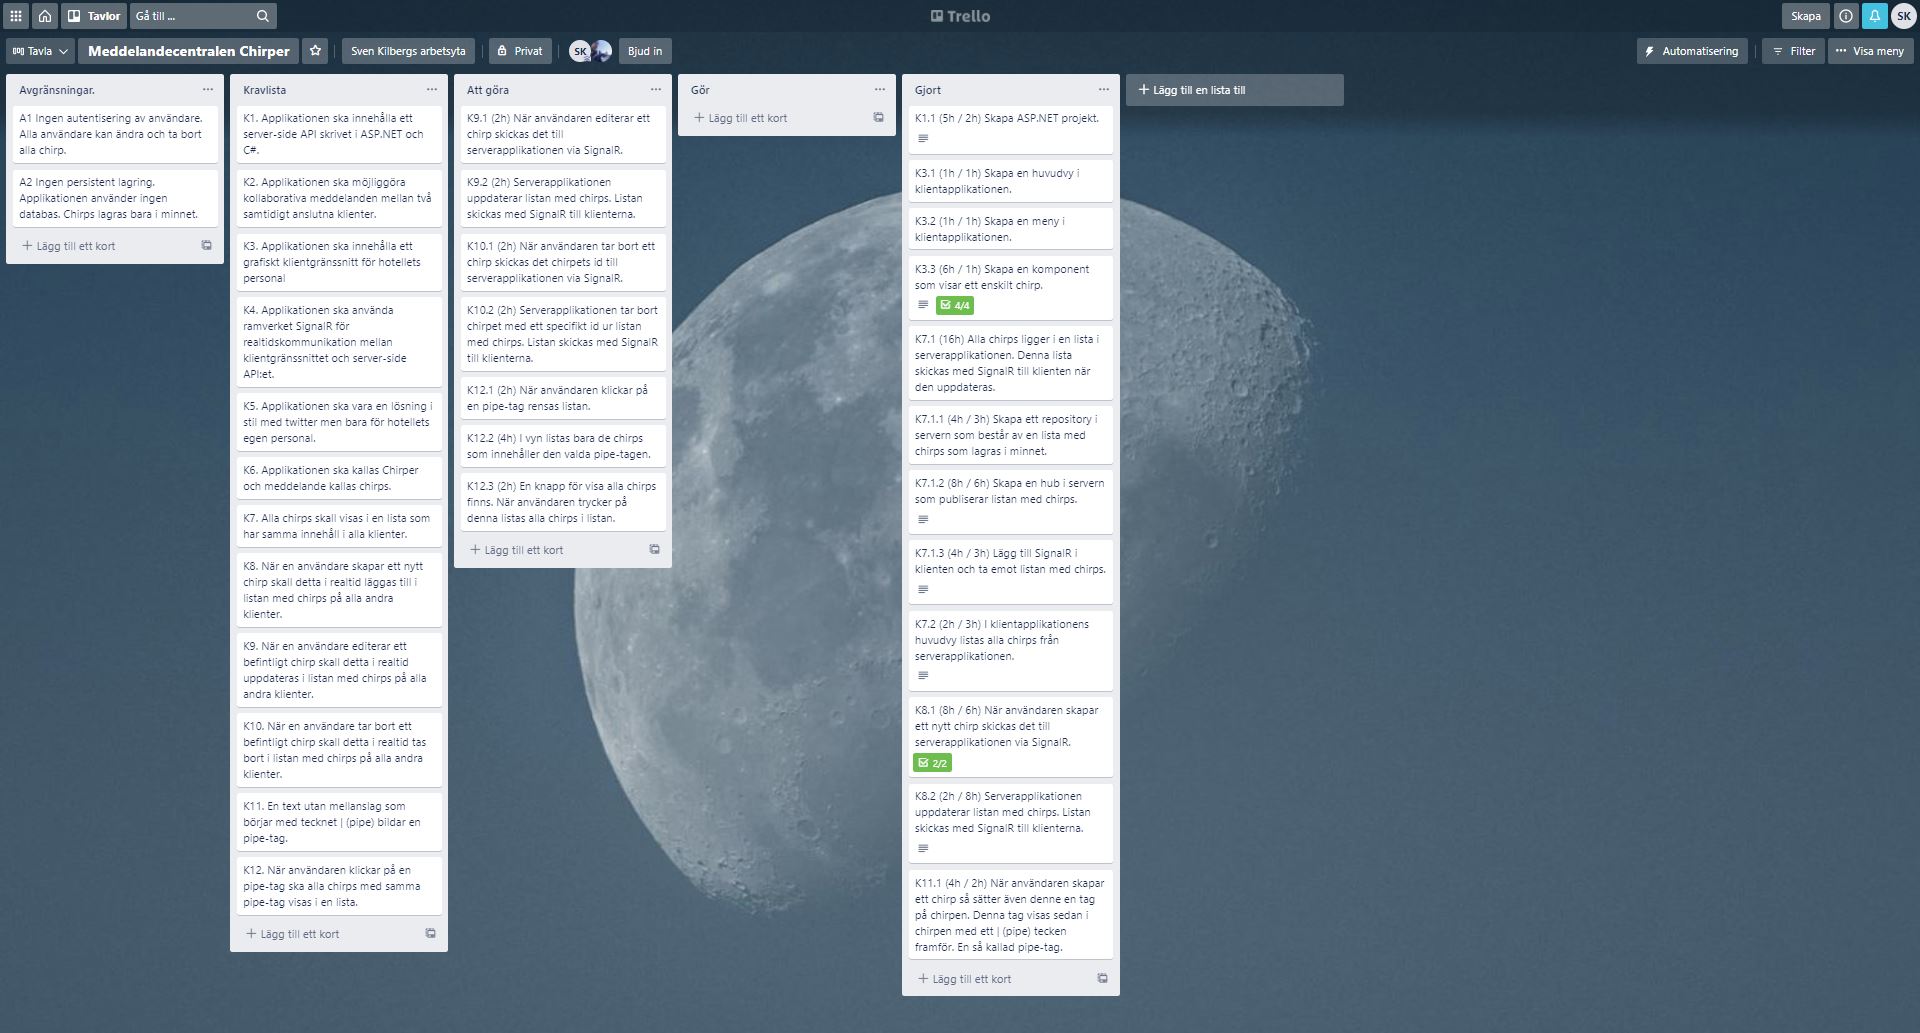 Tavlor
Gå till ...
Trello
Skapa
SK
Tavla
Meddelandecentralen Chirper
Sven Kilbergs arbetsyta
Privat
SK
Bjud in
Automatisering
Filter
Visa meny
Avgränsningar.
A1 Ingen autentisering av användare.
Alla användare kan ändra och ta bort
alla chirp.
A2 Ingen persistent lagring.
Applikationen använder ingen
databas. Chirps lagras bara i minnet.
+ Lägg till ett kort
Kravlista
K1. Applikationen ska innehålla ett
server-side API skrivet i ASP.NET och
C#.
K2. Applikationen ska möjliggöra
kollaborativa meddelanden mellan två
samtidigt anslutna klienter.
K3. Applikationen ska innehålla ett
grafiskt klientgränssnitt för hotellets
personal
K4. Applikationen ska använda
ramverket SignalR för
realtidskommunikation mellan
klientgränssnittet och server-side
API:et.
K5. Applikationen ska vara en lösning i
stil med twitter men bara för hotellets
egen personal.
K6. Applikationen ska kallas Chirper
och meddelande kallas chirps.
K7. Alla chirps skall visas i en lista som
har samma innehåll i alla klienter.
K8. När en användare skapar ett nytt
chirp skall detta i realtid läggas till i
listan med chirps på alla andra
klienter.
K9. När en användare editerar ett
befintligt chirp skall detta i realtid
uppdateras i listan med chirps på alla
andra klienter.
K10. När en användare tar bort ett
befintligt chirp skall detta i realtid tas
bort i listan med chirps på alla andra
klienter.
K11. En text utan mellanslag som
börjar med tecknet | (pipe) bildar en
pipe-tag.
K12. När användaren klickar på en
pipe-tag ska alla chirps med samma
pipe-tag visas i en lista.
+ Lägg till ett kort
Att göra
K9.1 (2h) När användaren editerar ett
chirp skickas det till
serverapplikationen via SignalR.
K9.2 (2h) Serverapplikationen
uppdaterar listan med chirps. Listan
skickas med SignalR till klienterna.
K10.1 (2h) När användaren tar bort ett
chirp skickas det chirpets id till
serverapplikationen via SignalR.
K10.2 (2h) Serverapplikationen tar bort
chirpet med ett specifikt id ur listan
med chirps. Listan skickas med SignalR
till klienterna.
K12.1 (2h) När användaren klickar på
en pipe-tag rensas listan.
K12.2 (4h) I vyn listas bara de chirps
som innehåller den valda pipe-tagen.
K12.3 (2h) En knapp för visa alla chirps
finns. När användaren trycker på
denna listas alla chirps i listan.
+ Lägg till ett kort
Gör
+ Lägg till ett kort
Gjort
K1.1 (5h / 2h) Skapa ASP.NET projekt.
K3.1 (1h / 1h) Skapa en huvudvy i
klientapplikationen.
K3.2 (1h / 1h) Skapa en meny i
klientapplikationen.
K3.3 (6h / 1h) Skapa en komponent
som visar ett enskilt chirp.
4/4
K7.1 (16h) Alla chirps ligger i en lista i
serverapplikationen. Denna lista
skickas med SignalR till klienten när
den uppdateras.
K7.1.1 (4h / 3h) Skapa ett repository i
servern som består av en lista med
chirps som lagras i minnet.
K7.1.2 (8h / 6h) Skapa en hub i servern
som publiserar listan med chirps.
K7.1.3 (4h / 3h) Lägg till SignalR i
klienten och ta emot listan med chirps.
K7.2 (2h / 3h) I klientapplikationens
huvudvy listas alla chirps från
serverapplikationen.
K8.1 (8h / 6h) När användaren skapar
ett nytt chirp skickas det till
serverapplikationen via SignalR.
2/2
K8.2 (2h / 8h) Serverapplikationen
uppdaterar listan med chirps. Listan
skickas med SignalR till klienterna.
K11.1 (4h / 2h) När användaren skapar
ett chirp så sätter även denne en tag
på chirpen. Denna tag visas sedan i
chirpen med ett | (pipe) tecken
framför. En så kallad pipe-tag.
+ Lägg till ett kort
+ Lägg till en lista till